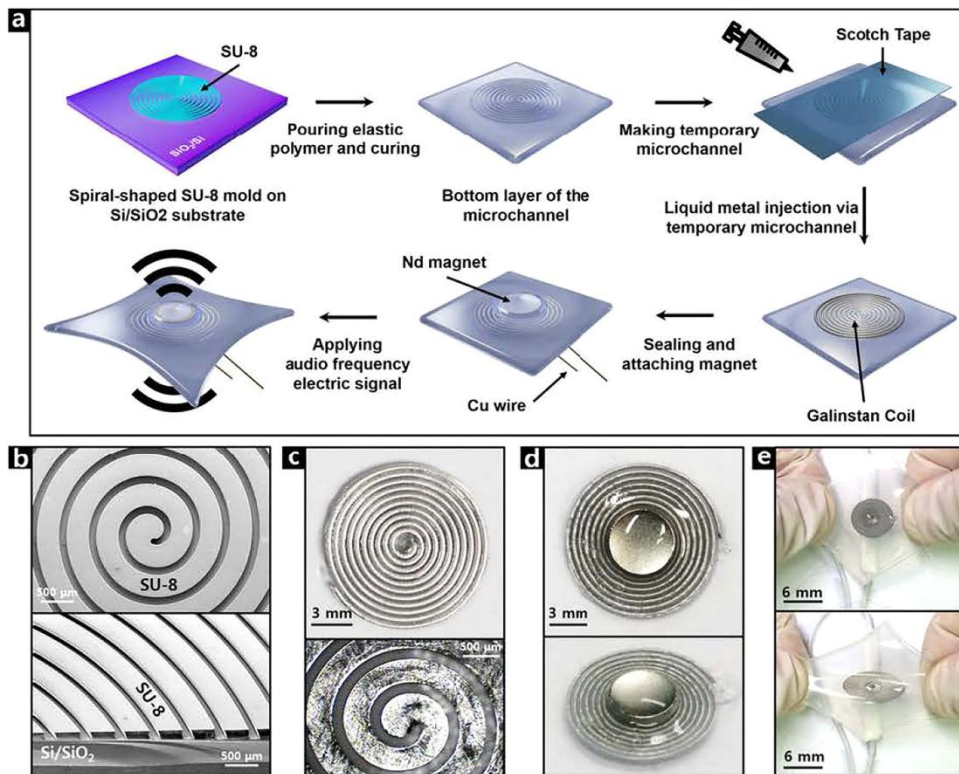 a
SU-8
SiO2/Si
Spiral-shaped SU-8 mold on
Si/SiO2 substrate
Pouring elastic
polymer and curing
Bottom layer of the
microchannel
Making temporary
microchannel
Scotch Tape
Liquid metal injection via
temporary microchannel
Galinstan Coil
Sealing and
attaching magnet
Nd magnet
Cu wire
Applying
audio frequency
electric signal
b
SU-8
500 μm
SU-8
Si/SiO₂
500 μm
c
3 mm
500 μm
d
3 mm
e
6 mm
6 mm